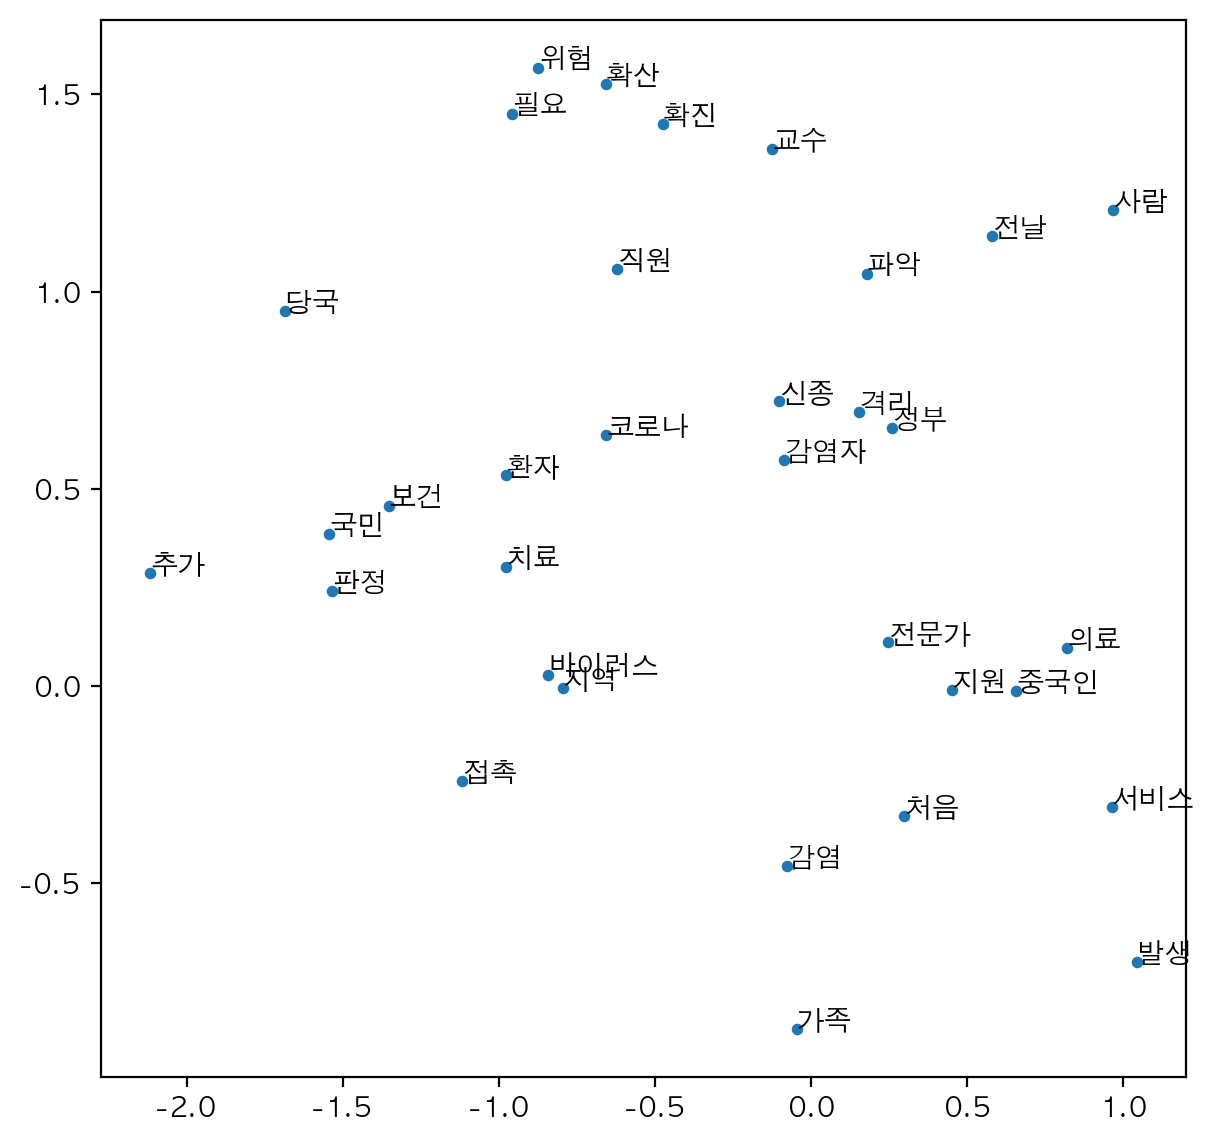 위험
확산
1.5
필요
확진
교수
사람
전날
직원
파악
1.0
당국
신종
격리
정부
코로나
감염자
환자
0.5
보건
국민
치료
추가
판정
전문가
의료
바이러스
지역
0.0
지원
중국인
접촉
서비스
처음
감염
-0.5
발생
가족
-2.0
-1.5
-1.0
-0.5
0.0
0.5
1.0